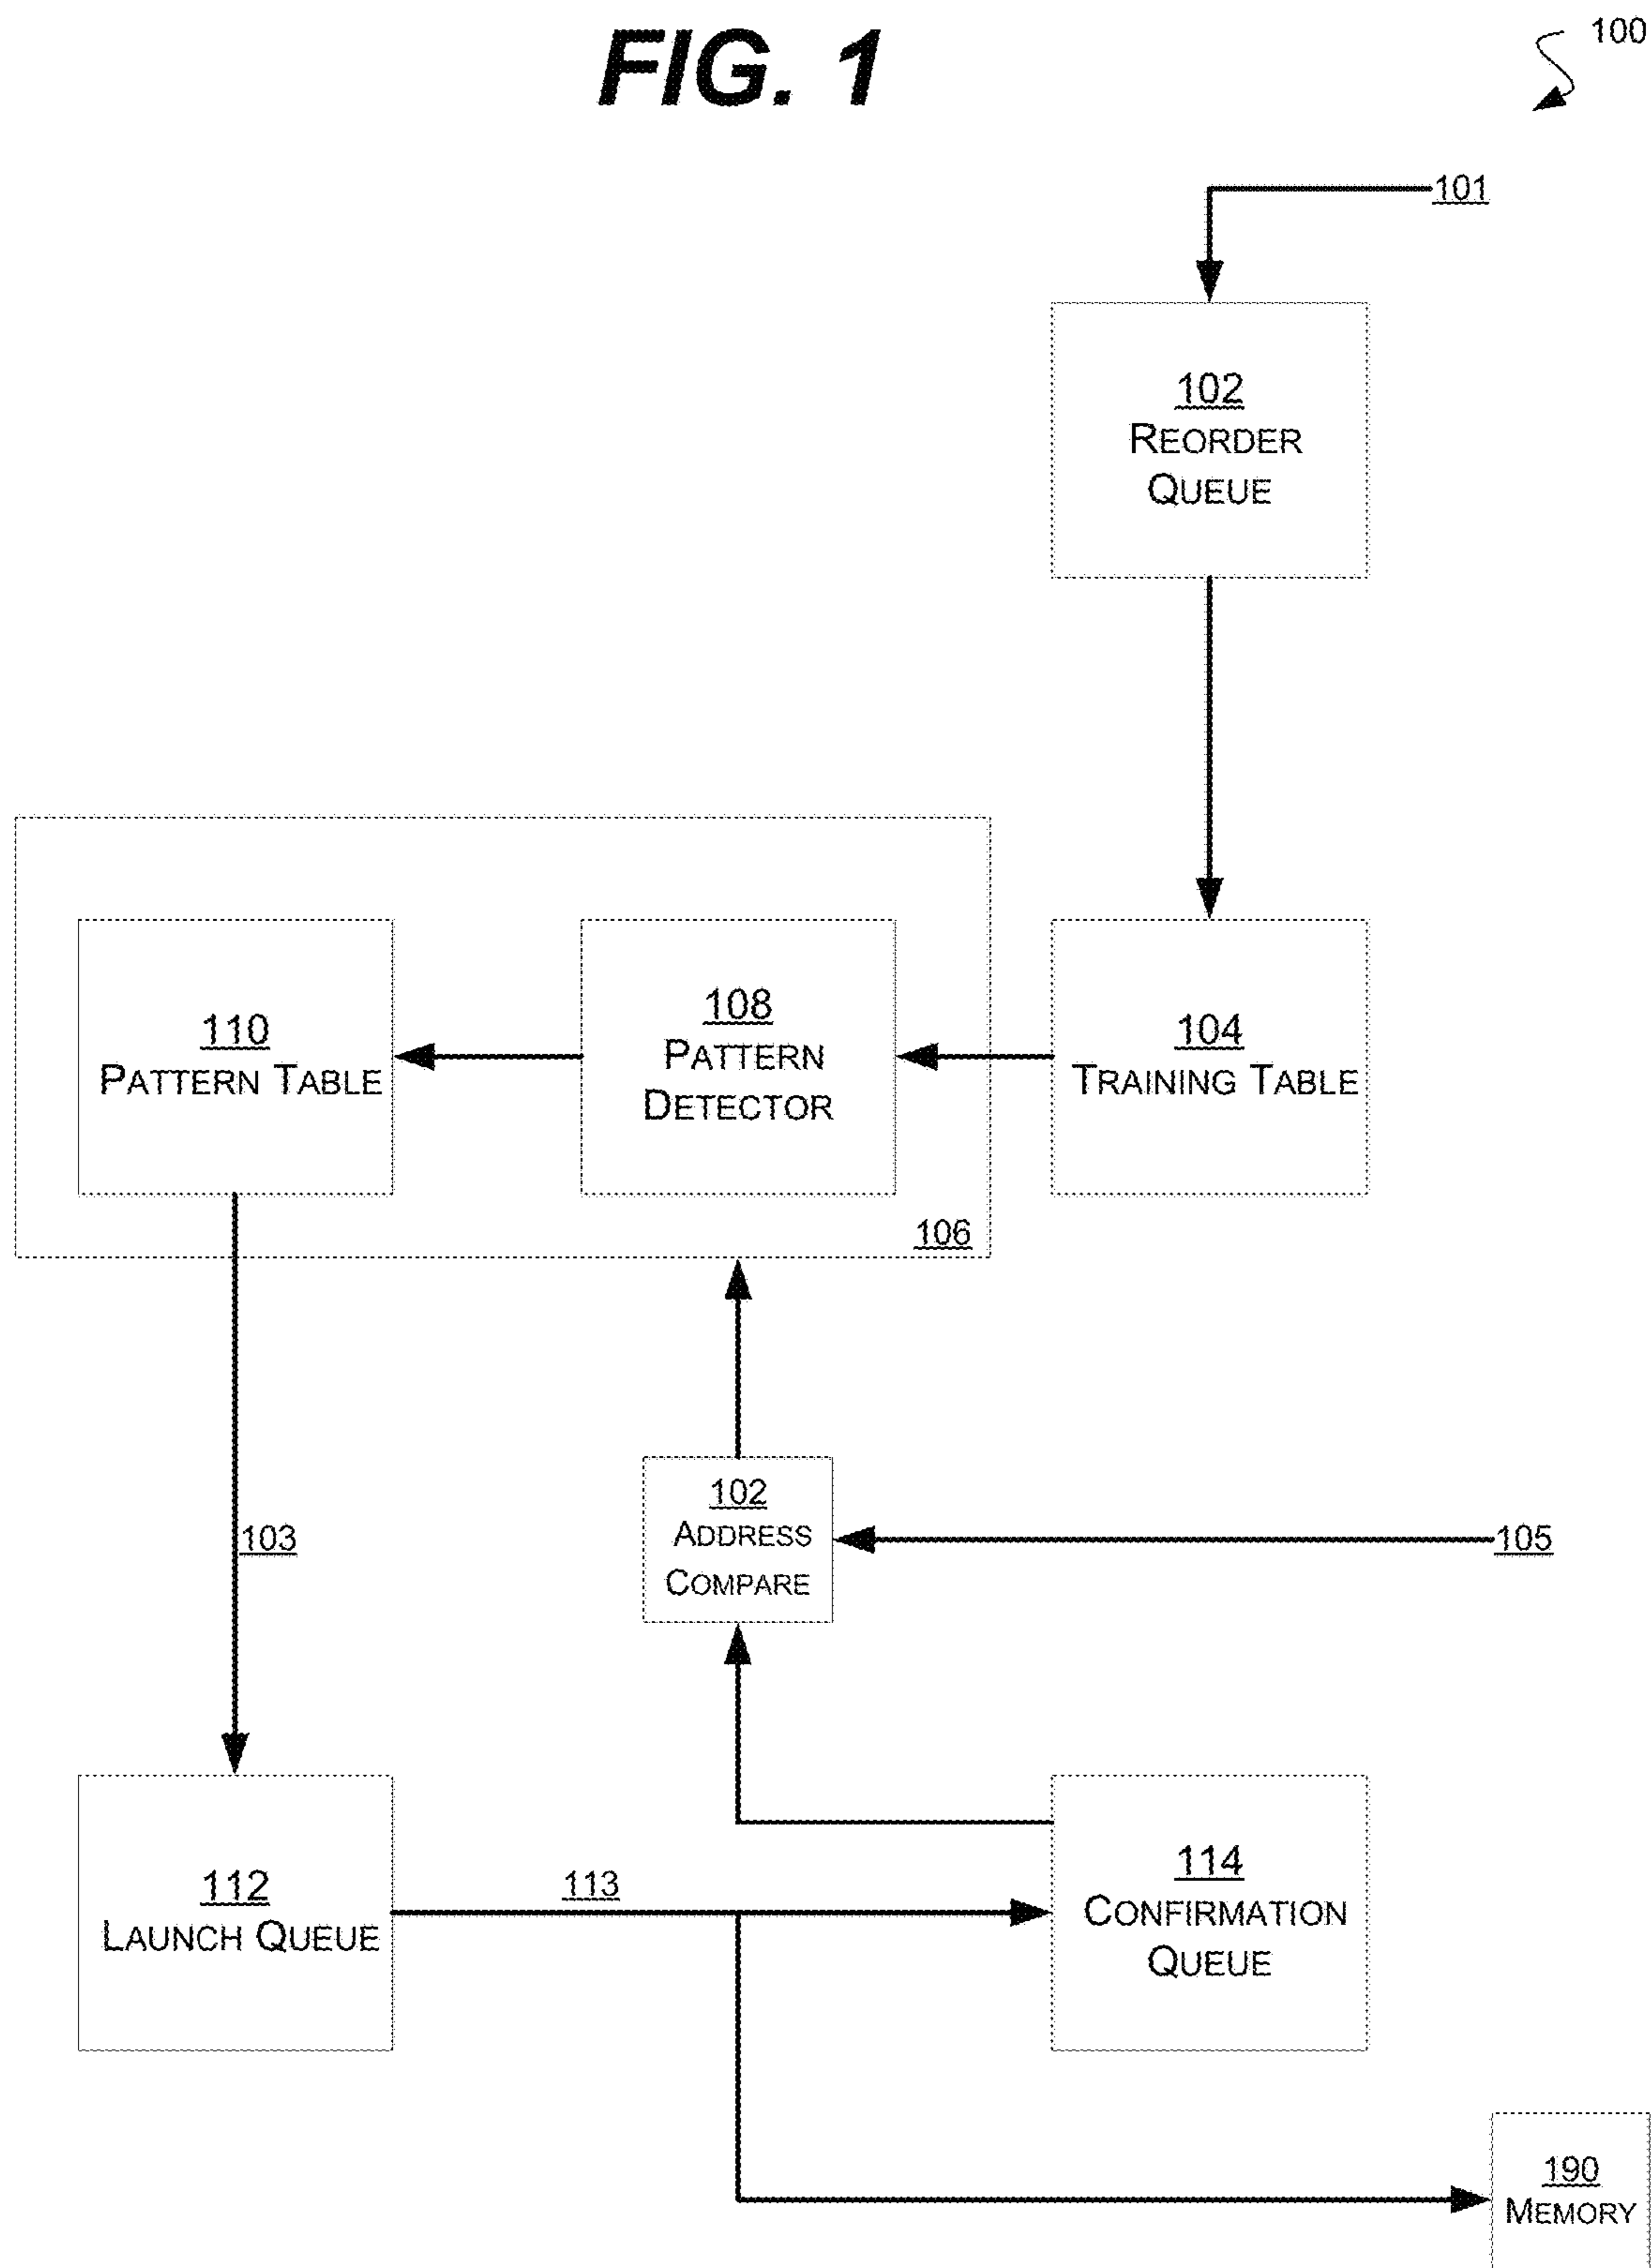 FIG. 1
100
101
102
REORDER
QUEUE
110
PATTERN TABLE
108
PATTERN
DETECTOR
104
TRAINING TABLE
106
102
ADDRESS
COMPARE
103
105
112
LAUNCH QUEUE
113
114
CONFIRMATION
QUEUE
190
MEMORY